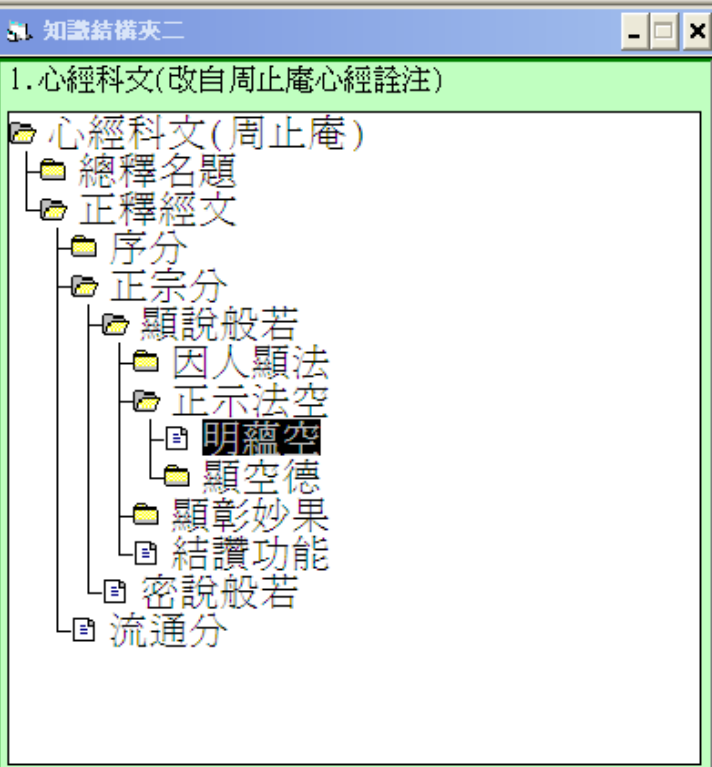 知識結構夾二
1.心經科文(改自周止庵心經詮注)
心經科文(周止庵)
總釋名題
正釋經文
序分
正宗分
顯說般若
因人顯法
正示法空
明蘊空
顯空德
顯彰妙果
結讚功能
密說般若
流通分